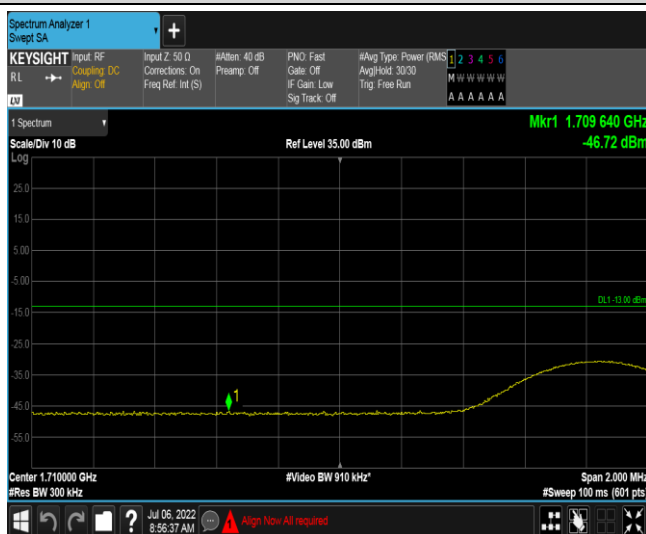 Spectrum Analyzer 1
Swept SA
+
KEYSIGHT Input: RF Input Z: 50 Ω #Atten: 40 dB PNO: Fast #Avg Type: Power (RMS 1 2 3 4 5 6
RL Coupling: DC Corrections: On Preamp: Off Gate: Off Avg|Hold: 30/30 M W W W W W
Align: Off Freq Ref: Int (S) IF Gain: Low Trig: Free Run
LXI Sig Track: Off A A A A A A
1 Spectrum Mkr1 1.709 640 GHz
Scale/Div 10 dB Ref Level 35.00 dBm -46.72 dBm
Log
25.0
15.0
5.00
-5.00
DL1 -13.00 dBm
-15.0
-25.0
-35.0
1
-45.0
-55.0
Center 1.710000 GHz #Video BW 910 kHz* Span 2.000 MHz
#Res BW 300 kHz #Sweep 100 ms (601 pts)
? Jul 06, 2022
8:56:37 AM Align Now All required